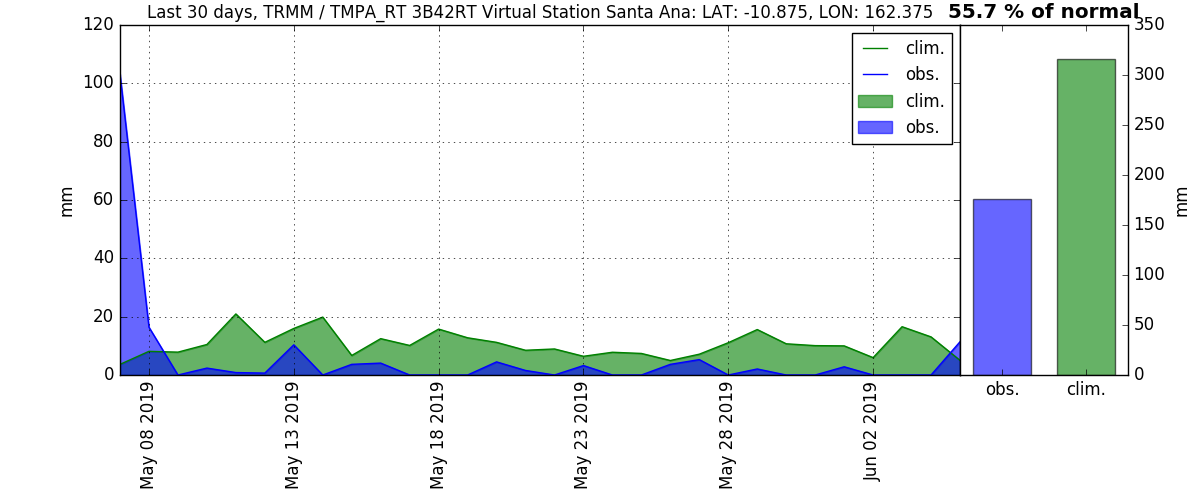 Last 30 days, TRMM / TMPA_RT 3B42RT Virtual Station Santa Ana: LAT: -10.875, LON: 162.375
55.7 % of normal
120
100
80
60
40
20
0
mm
clim.
obs.
clim.
obs.
May 08 2019
May 13 2019
May 18 2019
May 23 2019
May 28 2019
Jun 02 2019
350
300
250
200
150
100
50
0
mm
obs.
clim.